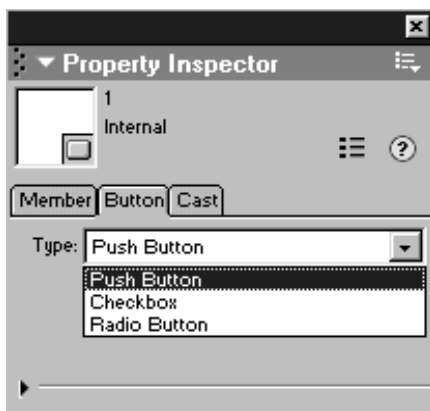 Property Inspector
1
Internal
?
Member Button Cast
Type: Push Button
Push Button
Checkbox
Radio Button